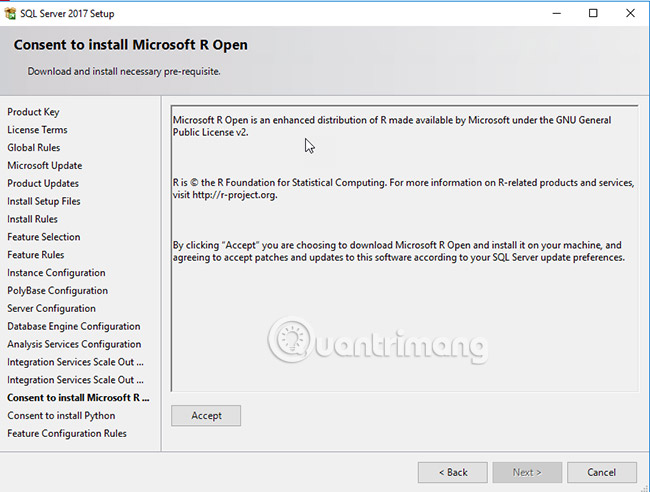 SQL Server 2017 Setup
Consent to install Microsoft R Open
Download and install necessary pre-requisite.
Product Key
License Terms
Global Rules
Microsoft Update
Product Updates
Install Setup Files
Install Rules
Feature Selection
Feature Rules
Instance Configuration
PolyBase Configuration
Server Configuration
Database Engine Configuration
Analysis Services Configuration
Integration Services Scale Out ...
Integration Services Scale Out ...
Consent to install Microsoft R ...
Consent to install Python
Feature Configuration Rules
Microsoft R Open is an enhanced distribution of R made available by Microsoft under the GNU General
Public License v2.
R is © the R Foundation for Statistical Computing. For more information on R-related products and services,
visit http://r-project.org.
By clicking "Accept" you are choosing to download Microsoft R Open and install it on your machine, and
agreeing to accept patches and updates to this software according to your SQL Server update preferences.
Quantrimang
Accept
< Back
Next >
Cancel